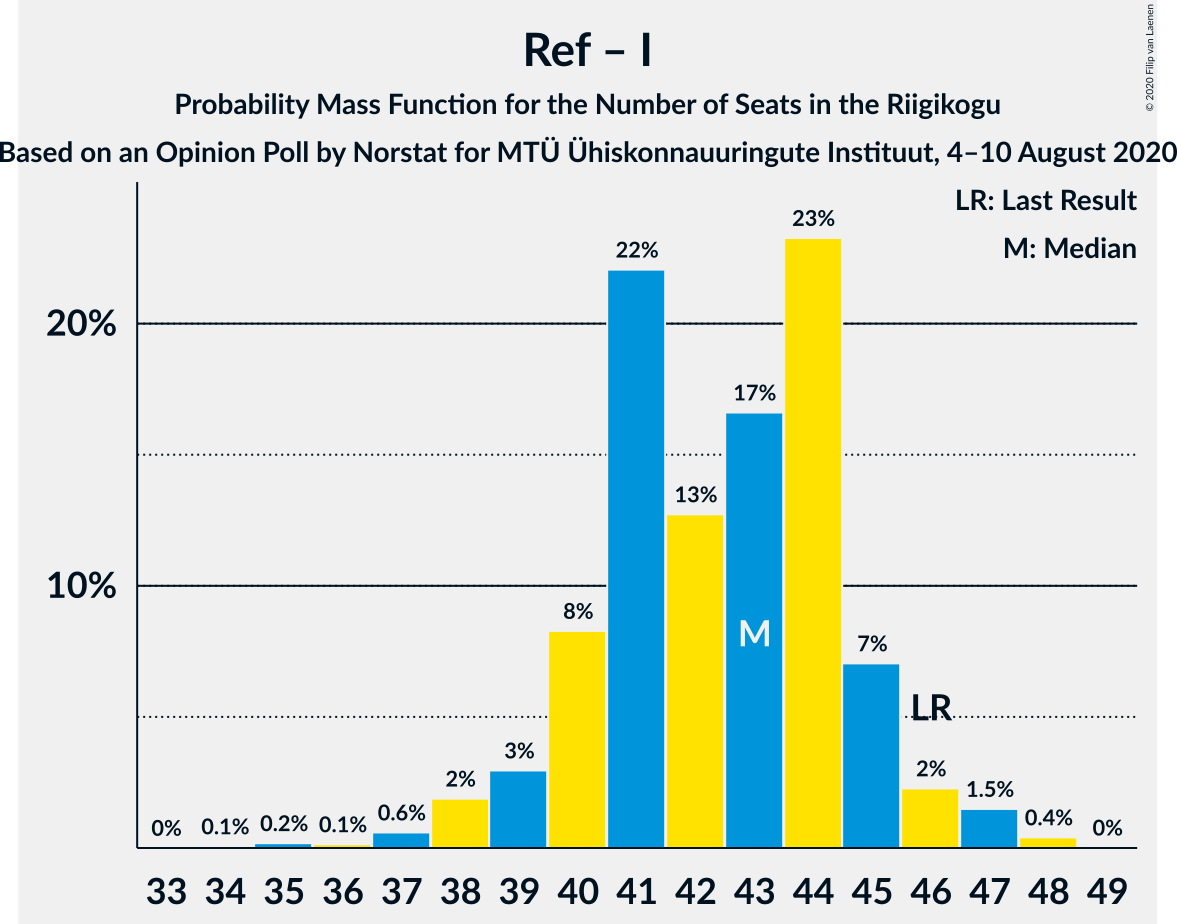 Ref – I
Probability Mass Function for the Number of Seats in the Riigikogu
Based on an Opinion Poll by Norstat for MTÜ Ühiskonnauuringute Instituut, 4–10 August 2020
© 2020 Filip van Laenen
LR: Last Result
M: Median
20%
10%
0%
0.1%
0.2%
0.1%
0.6%
2%
3%
8%
22%
13%
17%
23%
7%
2%
1.5%
0.4%
0%
M
LR
33 34 35 36 37 38 39 40 41 42 43 44 45 46 47 48 49